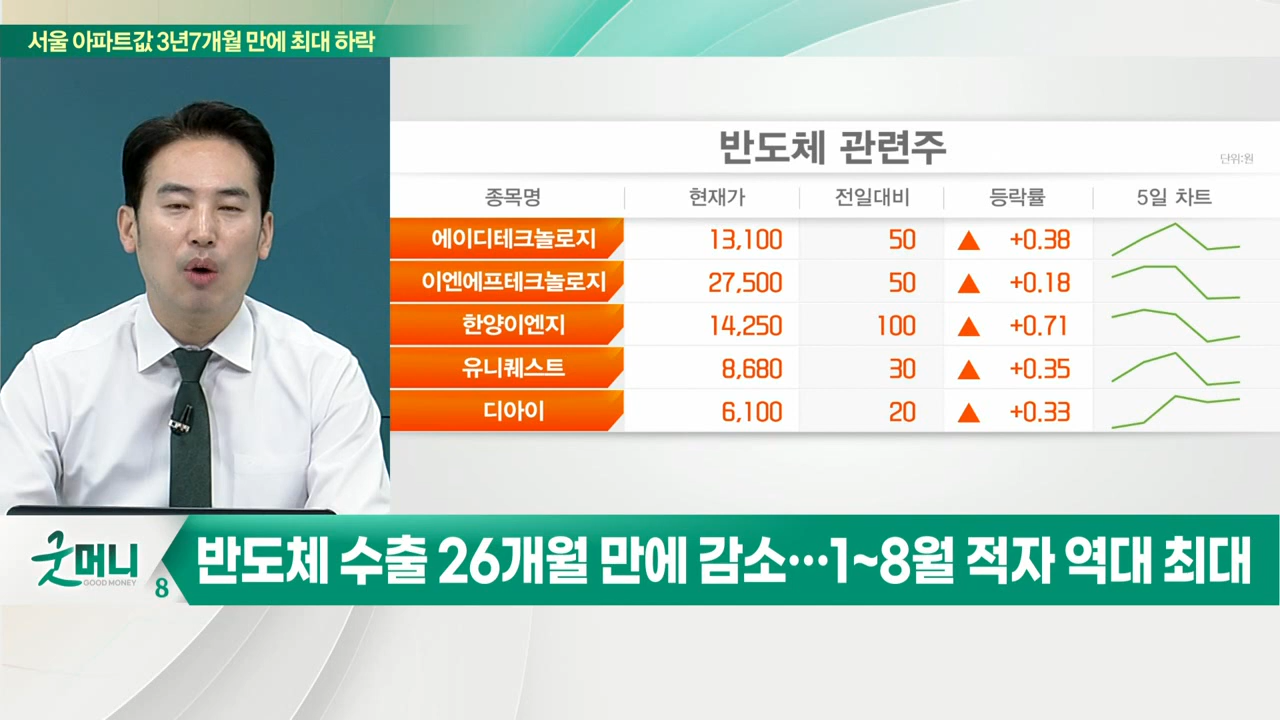 서울 아파트값 3년7개월 만에 최대 하락
반도체 관련주
단위:원
종목명 현재가 전일대비 등락률 5일 차트
에이디테크놀로지 13,100 50 ▲ +0.38
이엔에프테크놀로지 27,500 50 ▲ +0.18
한양이엔지 14,250 100 ▲ +0.71
유니퀘스트 8,680 30 ▲ +0.35
디아이 6,100 20 ▲ +0.33
굿머니
GOOD MONEY
8
반도체 수출 26개월 만에 감소…1~8월 적자 역대 최대